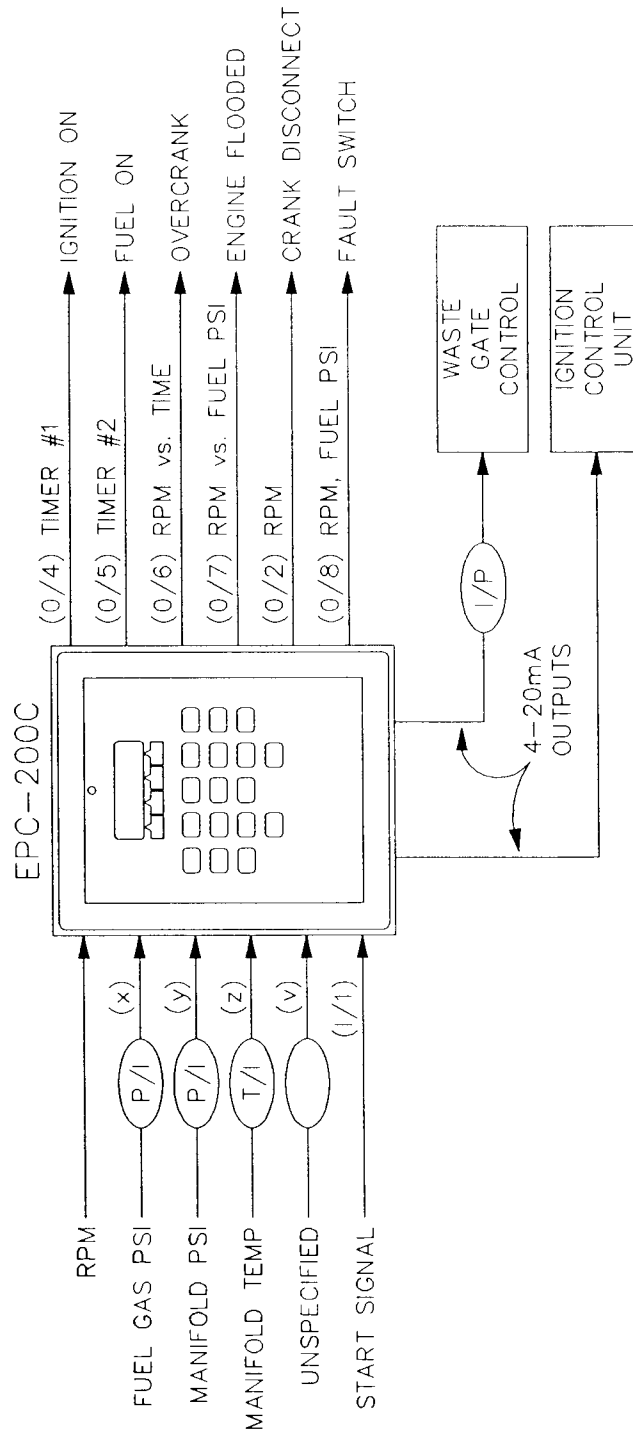 EPC-200C
RPM
FUEL GAS PSI
P/I
(x)
MANIFOLD PSI
P/I
(y)
MANIFOLD TEMP
T/I
(z)
UNSPECIFIED
(v)
START SIGNAL
(I/1)
(0/4) TIMER #1
IGNITION ON
(0/5) TIMER #2
FUEL ON
(0/6) RPM vs. TIME
OVERCRANK
(0/7) RPM vs. FUEL PSI
ENGINE FLOODED
(0/2) RPM
CRANK DISCONNECT
(0/8) RPM, FUEL PSI
FAULT SWITCH
4-20mA
OUTPUTS
I/P
WASTE
GATE
CONTROL
IGNITION
CONTROL
UNIT